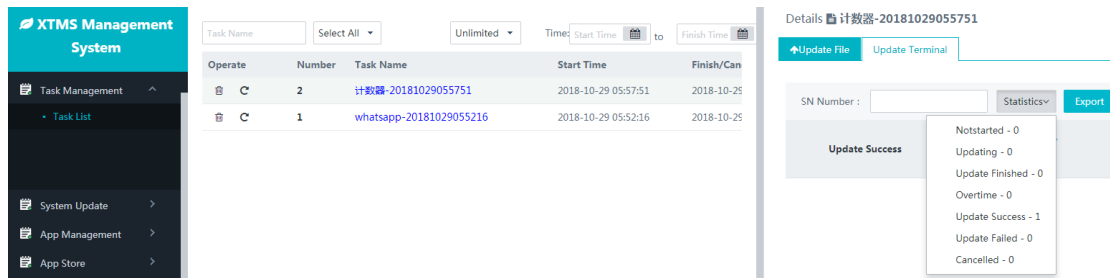 XTMS Management
System
Task Management
Task List
System Update
App Management
App Store
Task Name
Select All
Unlimited
Time:
Start Time
to
Finish Time
Operate Number Task Name Start Time Finish/Can
2 计数器-20181029055751 2018-10-29 05:57:51 2018-10-29
1 whatsapp-20181029055216 2018-10-29 05:52:16 2018-10-29
Details 计数器-20181029055751
Update File Update Terminal
SN Number : Statistics Export
Update Success
Notstarted - 0
Updating - 0
Update Finished - 0
Overtime - 0
Update Success - 1
Update Failed - 0
Cancelled - 0